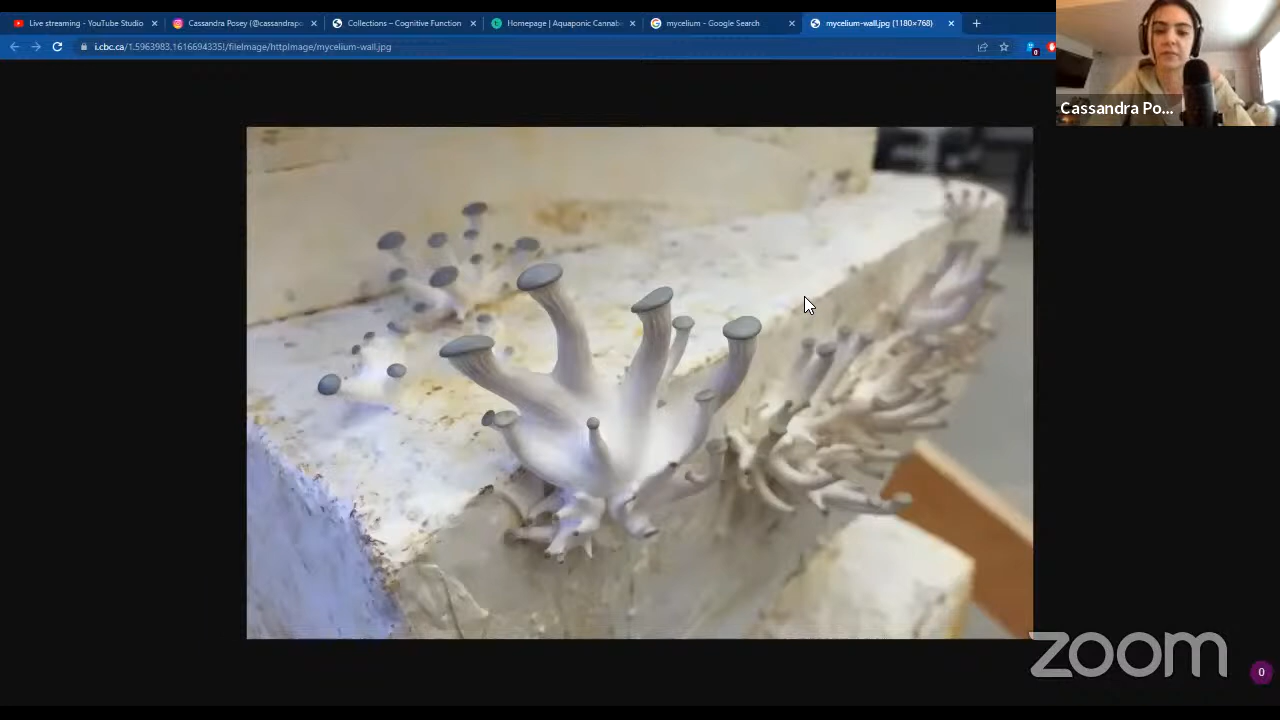 Live streaming - YouTube Studio
Cassandra Posey (@cassandrapo
Collections – Cognitive Function
Homepage | Aquaponic Cannab
mycelium - Google Search
mycelium-wall.jpg (1180×768)
i.cbc.ca/1.5963983.1616694335!/fileImage/httpImage/mycelium-wall.jpg
0
Cassandra Po...
zoom
0